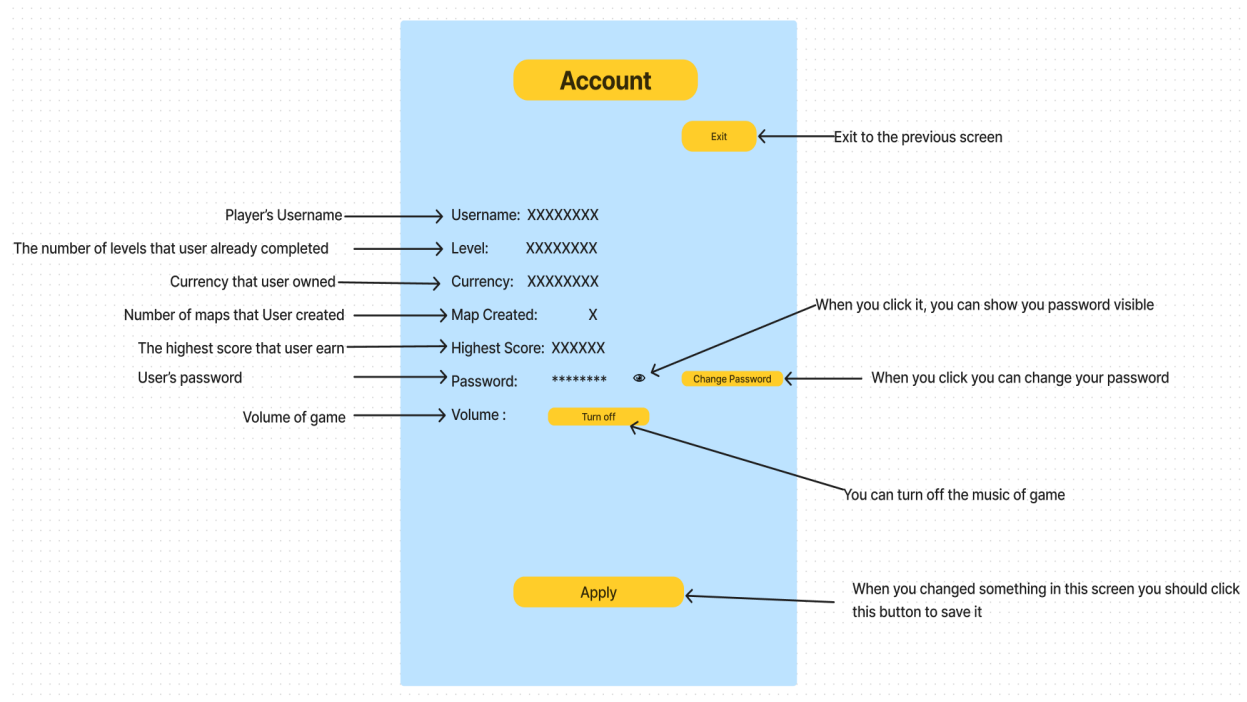 Account
Exit
Exit to the previous screen
Player's Username
Username: XXXXXXXX
The number of levels that user already completed
Level: XXXXXXXX
Currency that user owned
Currency: XXXXXXXX
When you click it, you can show you password visible
Number of maps that User created
Map Created: X
The highest score that user earn
Highest Score: XXXXXX
User's password
Password: ********
Change Password
When you click you can change your password
Volume of game
Volume :
Turn off
You can turn off the music of game
Apply
When you changed something in this screen you should click
this button to save it